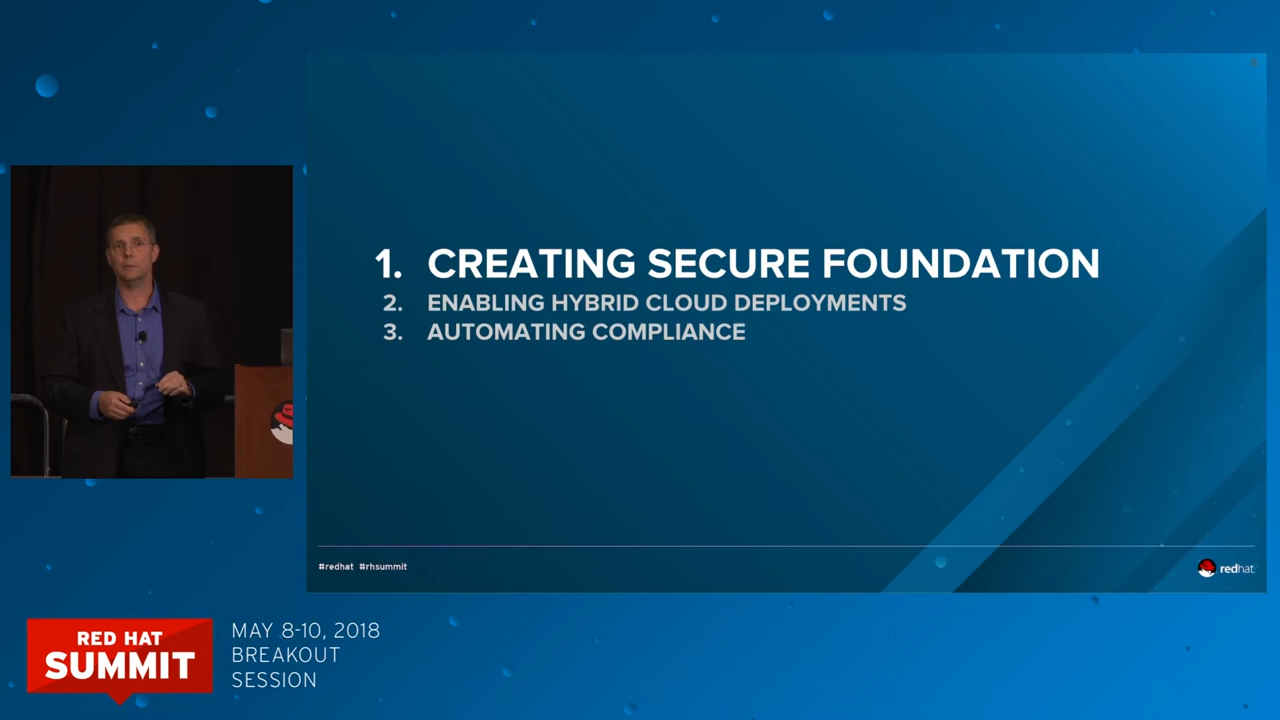 1. CREATING SECURE FOUNDATION
2. ENABLING HYBRID CLOUD DEPLOYMENTS
3. AUTOMATING COMPLIANCE
#redhat #rhsummit
redhat.
RED HAT
SUMMIT
MAY 8-10, 2018
BREAKOUT
SESSION